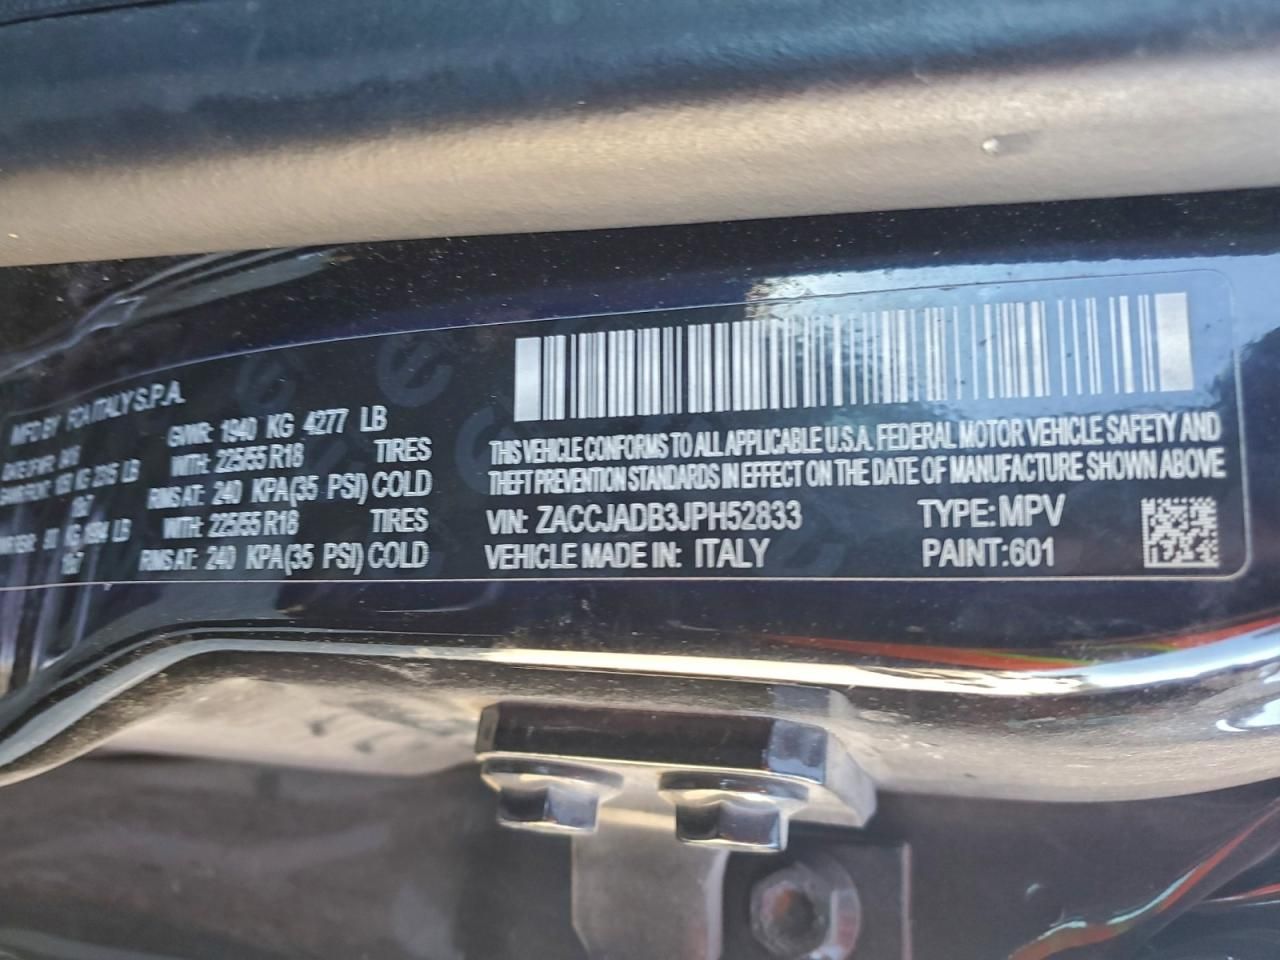 MFD BY FCA ITALY S.P.A.
GVWR: 1940 KG 4277 LB
WITH: 225/55 R18 TIRES
RIMS AT: 240 KPA(35 PSI) COLD
WITH: 225/55 R18 TIRES
RIMS AT: 240 KPA(35 PSI) COLD
THIS VEHICLE CONFORMS TO ALL APPLICABLE U.S.A. FEDERAL MOTOR VEHICLE SAFETY AND
THEFT PREVENTION STANDARDS IN EFFECT ON THE DATE OF MANUFACTURE SHOWN ABOVE
VIN: ZACCJADB3JPH52833 TYPE: MPV
VEHICLE MADE IN: ITALY PAINT:601